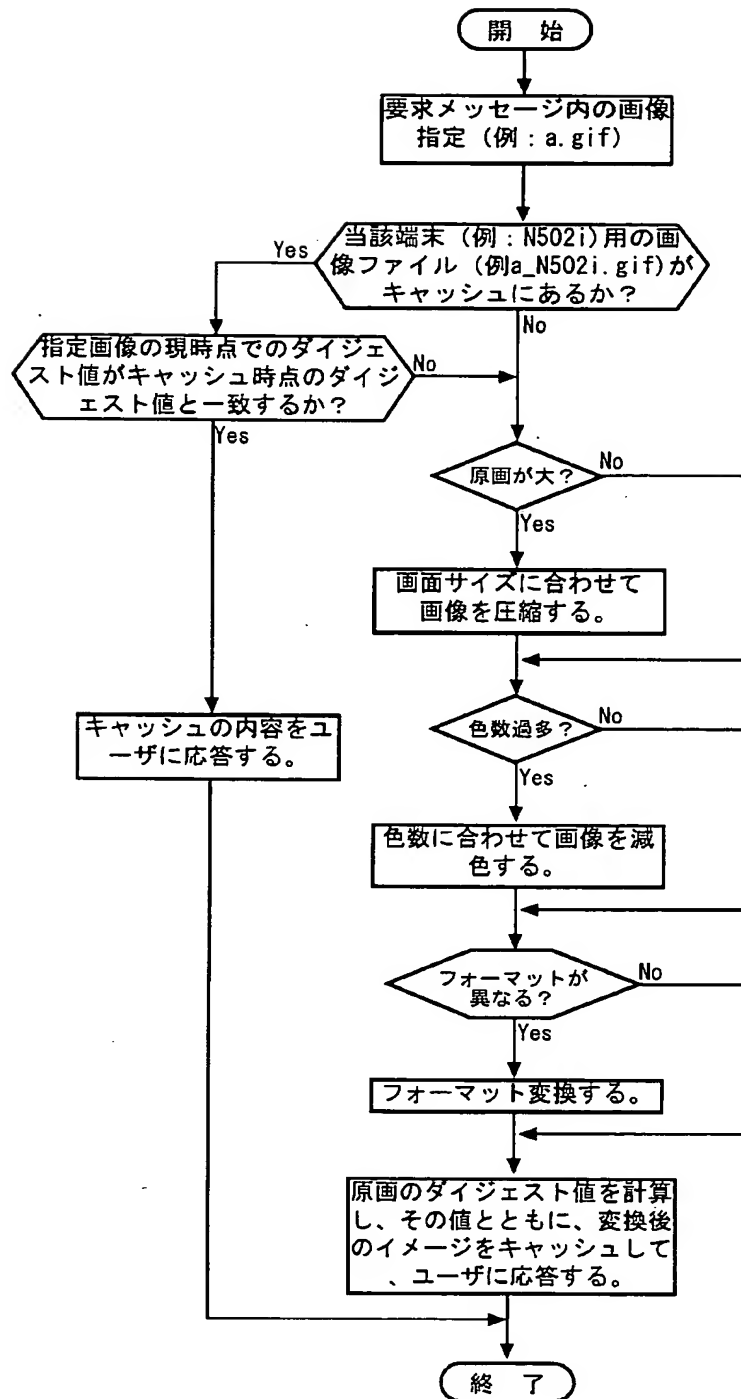 開 始
要求メッセージ内の画像
指定 (例：a.gif)
当該端末 (例：N502i)用の画
像ファイル (例a_N502i.gif)が
キャッシュにあるか？
Yes
No
指定画像の現時点でのダイジェ
スト値がキャッシュ時点のダイジ
ェスト値と一致するか？
No
Yes
原画が大？
No
Yes
画面サイズに合わせて
画像を圧縮する。
色数過多？
No
Yes
キャッシュの内容をユ
ーザに応答する。
色数に合わせて画像を減
色する。
フォーマットが
異なる？
No
Yes
フォーマット変換する。
原画のダイジェスト値を計算
し、その値とともに、変換後
のイメージをキャッシュして
、ユーザに応答する。
終 了